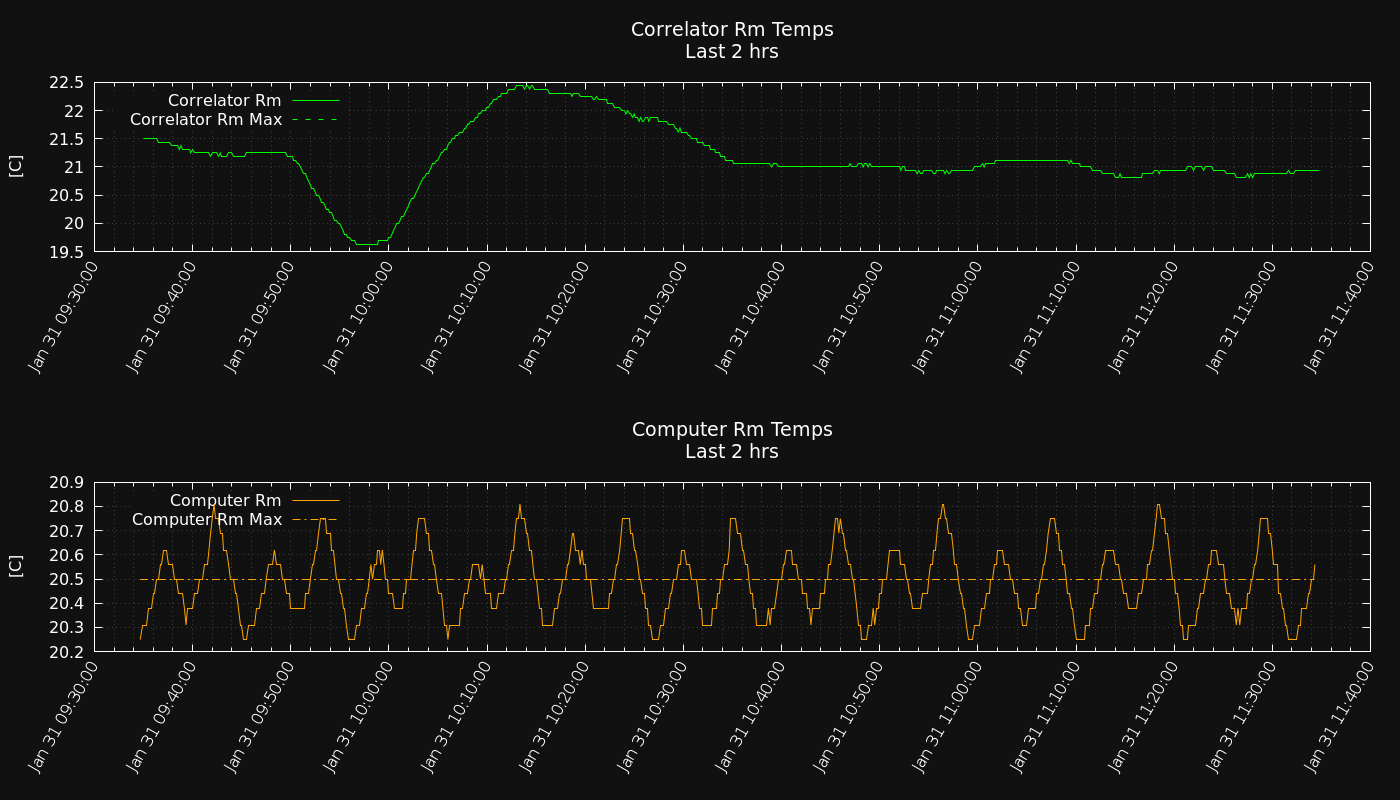 Correlator Rm Temps
Last 2 hrs
22.5
22
21.5
21
20.5
20
19.5
[C]
Correlator Rm
Correlator Rm Max
Jan 31 09:30:00
Jan 31 09:40:00
Jan 31 09:50:00
Jan 31 10:00:00
Jan 31 10:10:00
Jan 31 10:20:00
Jan 31 10:30:00
Jan 31 10:40:00
Jan 31 10:50:00
Jan 31 11:00:00
Jan 31 11:10:00
Jan 31 11:20:00
Jan 31 11:30:00
Jan 31 11:40:00
Computer Rm Temps
Last 2 hrs
20.9
20.8
20.7
20.6
20.5
20.4
20.3
20.2
[C]
Computer Rm
Computer Rm Max
Jan 31 09:30:00
Jan 31 09:40:00
Jan 31 09:50:00
Jan 31 10:00:00
Jan 31 10:10:00
Jan 31 10:20:00
Jan 31 10:30:00
Jan 31 10:40:00
Jan 31 10:50:00
Jan 31 11:00:00
Jan 31 11:10:00
Jan 31 11:20:00
Jan 31 11:30:00
Jan 31 11:40:00